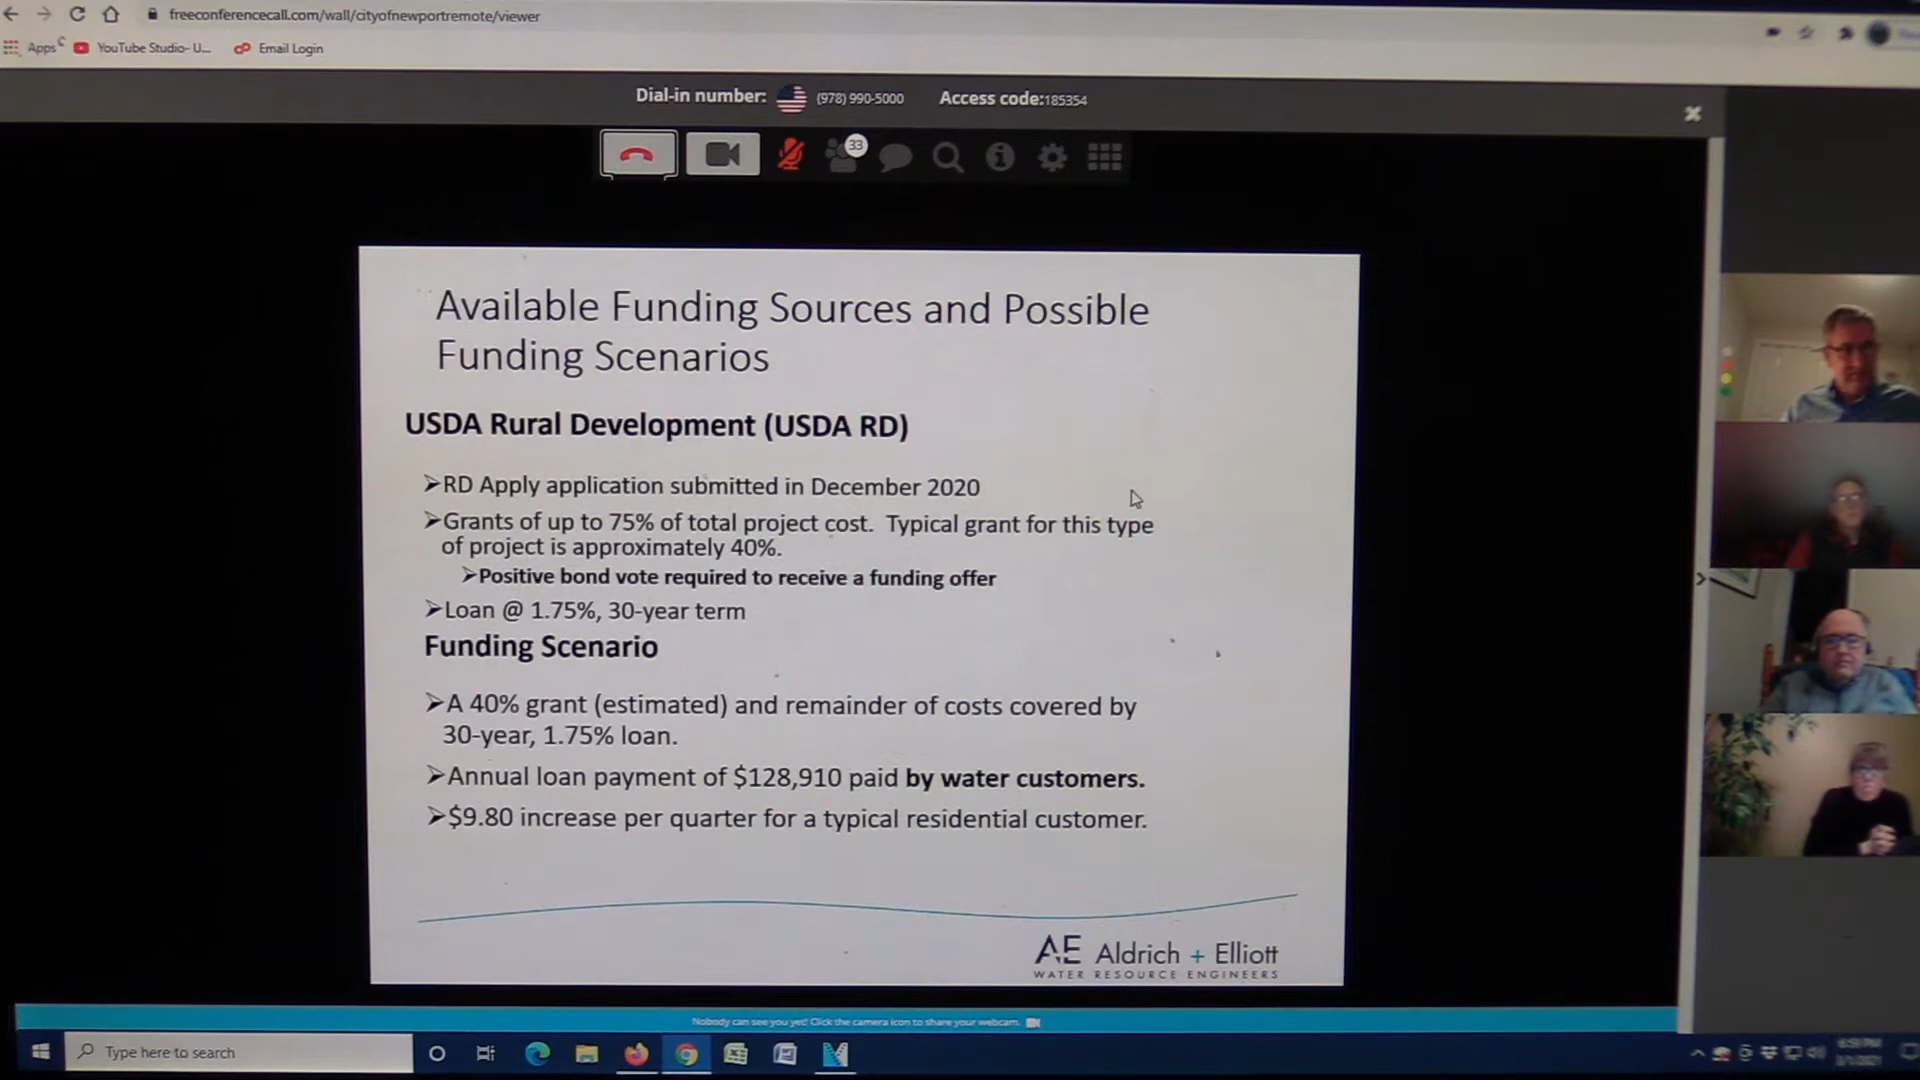 freeconferencecall.com/wall/cityofnewportremote/viewer
Apps YouTube Studio- U... Email Login
Dial-in number: (978) 990-5000 Access code:185354
33
Available Funding Sources and Possible
Funding Scenarios
USDA Rural Development (USDA RD)
➢RD Apply application submitted in December 2020
➢Grants of up to 75% of total project cost. Typical grant for this type
of project is approximately 40%.
➢Positive bond vote required to receive a funding offer
➢Loan @ 1.75%, 30-year term
Funding Scenario
➢A 40% grant (estimated) and remainder of costs covered by
30-year, 1.75% loan.
➢Annual loan payment of $128,910 paid by water customers.
➢$9.80 increase per quarter for a typical residential customer.
AE Aldrich + Elliott
WATER RESOURCE ENGINEERS
Nobody can see you yet! Click the camera icon to share your webcam.
Type here to search